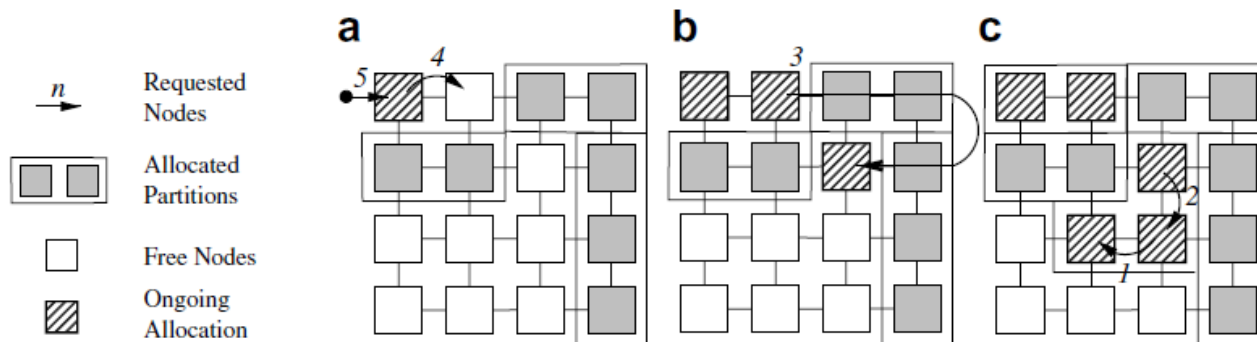 n
Requested
Nodes
Allocated
Partitions
Free Nodes
Ongoing
Allocation
a
5
4
b
3
c
2
1